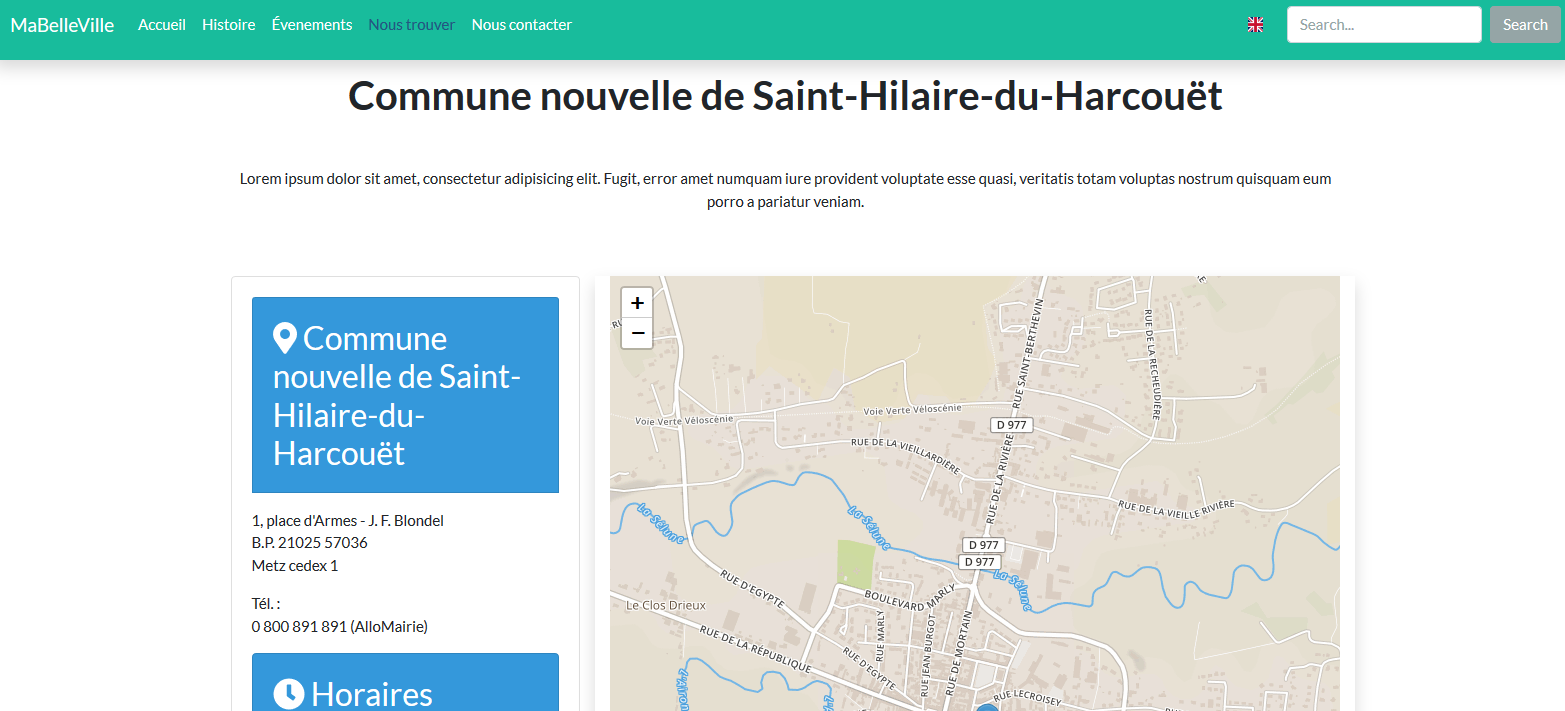 MaBelleVille Accueil Histoire Évenements Nous trouver Nous contacter Search... Search
Commune nouvelle de Saint-Hilaire-du-Harcouët
Lorem ipsum dolor sit amet, consectetur adipisicing elit. Fugit, error amet numquam iure provident voluptate esse quasi, veritatis totam voluptas nostrum quisquam eum
porro a pariatur veniam.
Commune
nouvelle de Saint-
Hilaire-du-
Harcouët
1, place d'Armes - J. F. Blondel
B.P. 21025 57036
Metz cedex 1
Tél. :
0 800 891 891 (AlloMairie)
Horaires
+
−
RUE SAINT-BERTHEVIN
RUE DE LA RECHEUDIÈRE
Voie Verte Véloscénie
Voie Verte Véloscénie
D 977
RUE DE LA VIEILLARDIÈRE
RUE DE LA RIVIÈRE
RUE DE LA VIEILLE RIVIÈRE
La Sélune
La Sélune
D 977
D 977
La Sélune
RUE D'EGYPTE
BOULEVARD MARLY
Le Clos Drieux
RUE DE LA RÉPUBLIQUE
RUE MARLY
RUE JEAN BURGOT
RUE DE MORTAIN
RUE D'EGYPTE
RUE LECROISEY